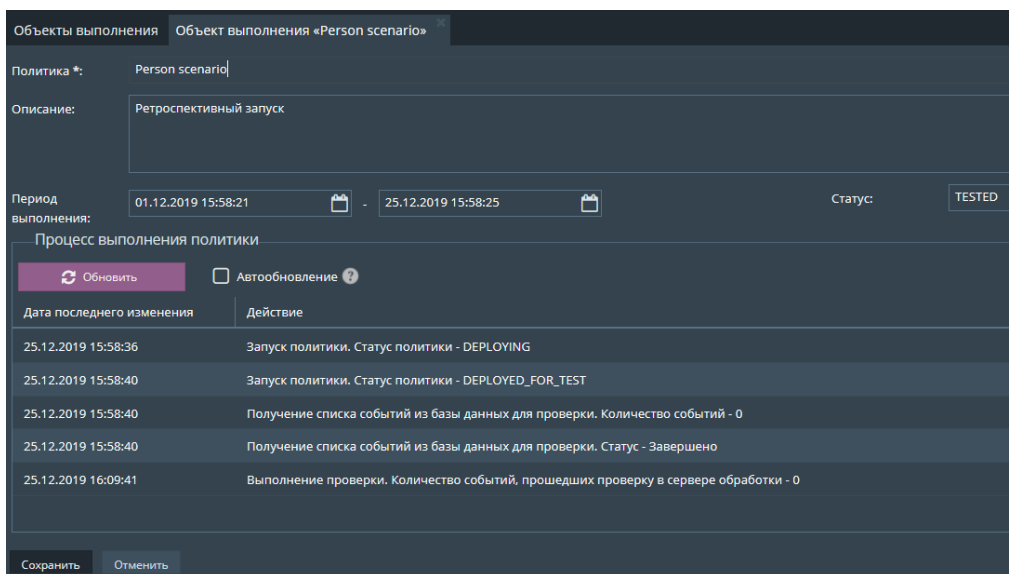 Объекты выполнения Объект выполнения «Person scenario»
Политика *: Person scenario
Описание: Ретроспективный запуск
Период выполнения: 01.12.2019 15:58:21 - 25.12.2019 15:58:25 Статус: TESTED
Процесс выполнения политики
Обновить Автообновление ?
Дата последнего изменения Действие
25.12.2019 15:58:36 Запуск политики. Статус политики - DEPLOYING
25.12.2019 15:58:40 Запуск политики. Статус политики - DEPLOYED_FOR_TEST
25.12.2019 15:58:40 Получение списка событий из базы данных для проверки. Количество событий - 0
25.12.2019 15:58:40 Получение списка событий из базы данных для проверки. Статус - Завершено
25.12.2019 16:09:41 Выполнение проверки. Количество событий, прошедших проверку в сервере обработки - 0
Сохранить Отменить